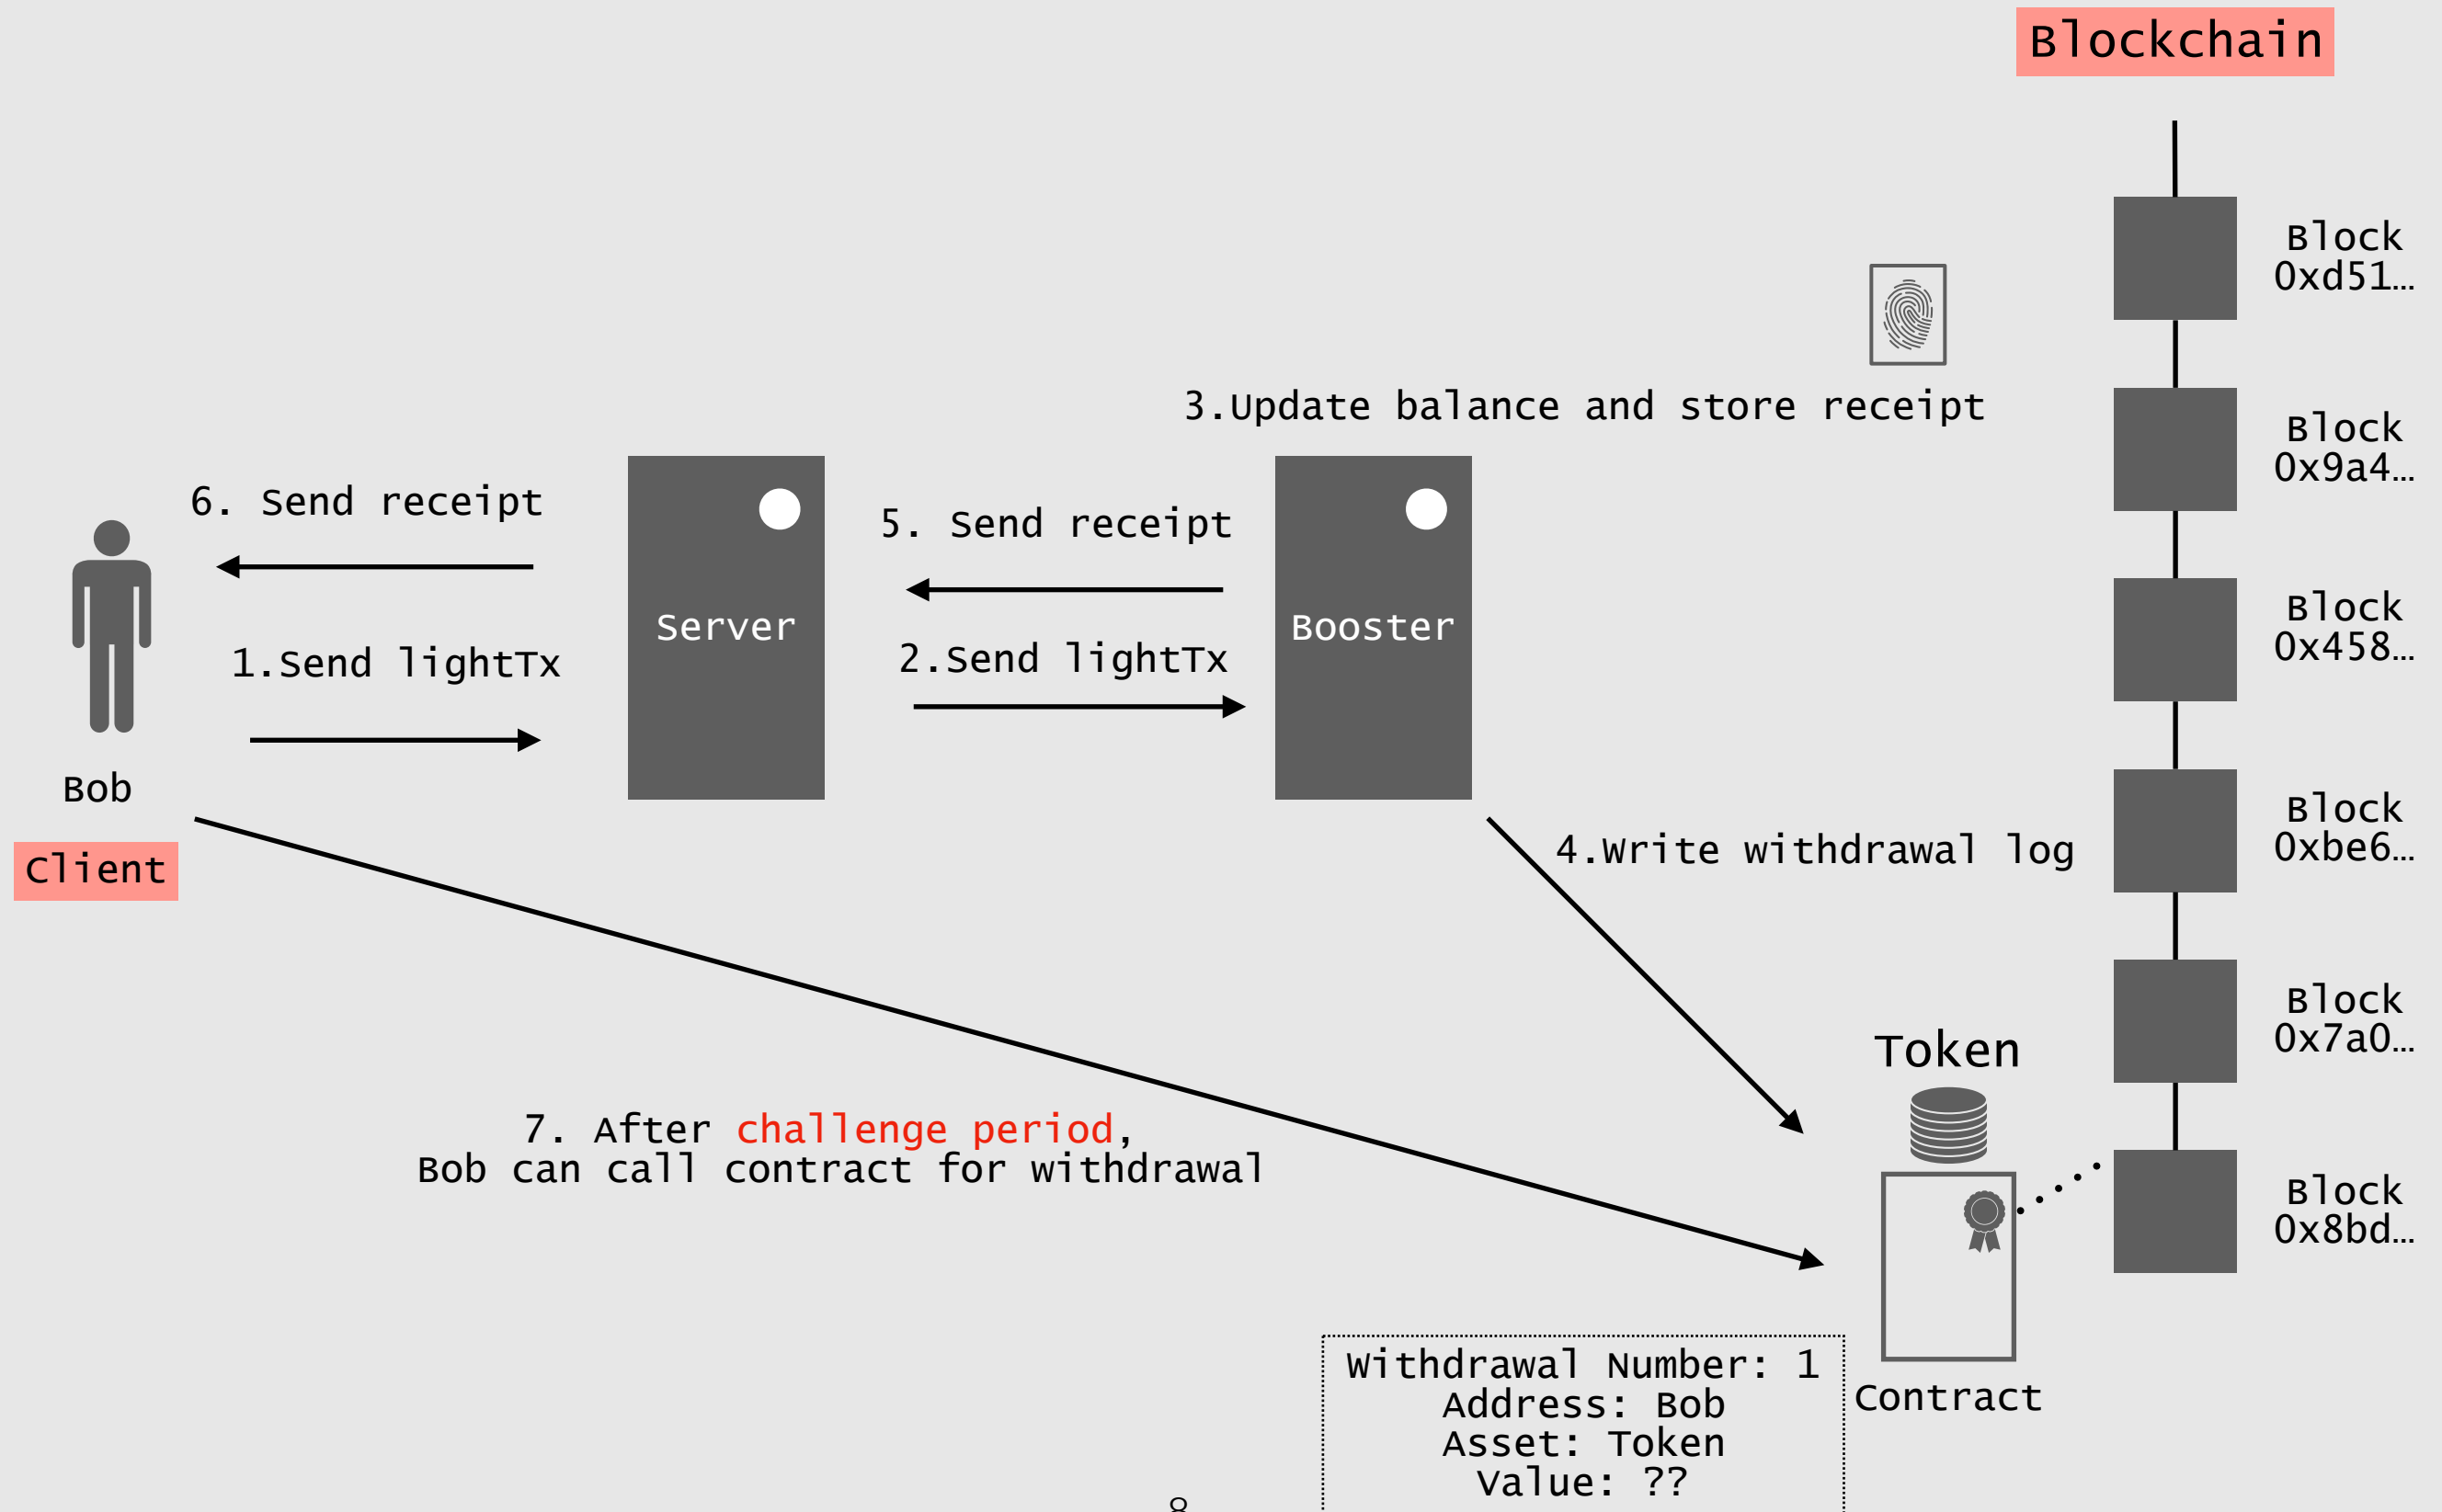 Blockchain
Block
0xd51…
3.Update balance and store receipt
Block
0x9a4…
6. Send receipt
5. Send receipt
Server
Booster
1.Send lightTx
2.Send lightTx
Block
0x458…
Bob
Client
4.Write withdrawal log
Block
0xbe6…
Token
Block
0x7a0…
7. After challenge period,
Bob can call contract for withdrawal
Block
0x8bd…
Contract
Withdrawal Number: 1
Address: Bob
Asset: Token
Value: ??
8